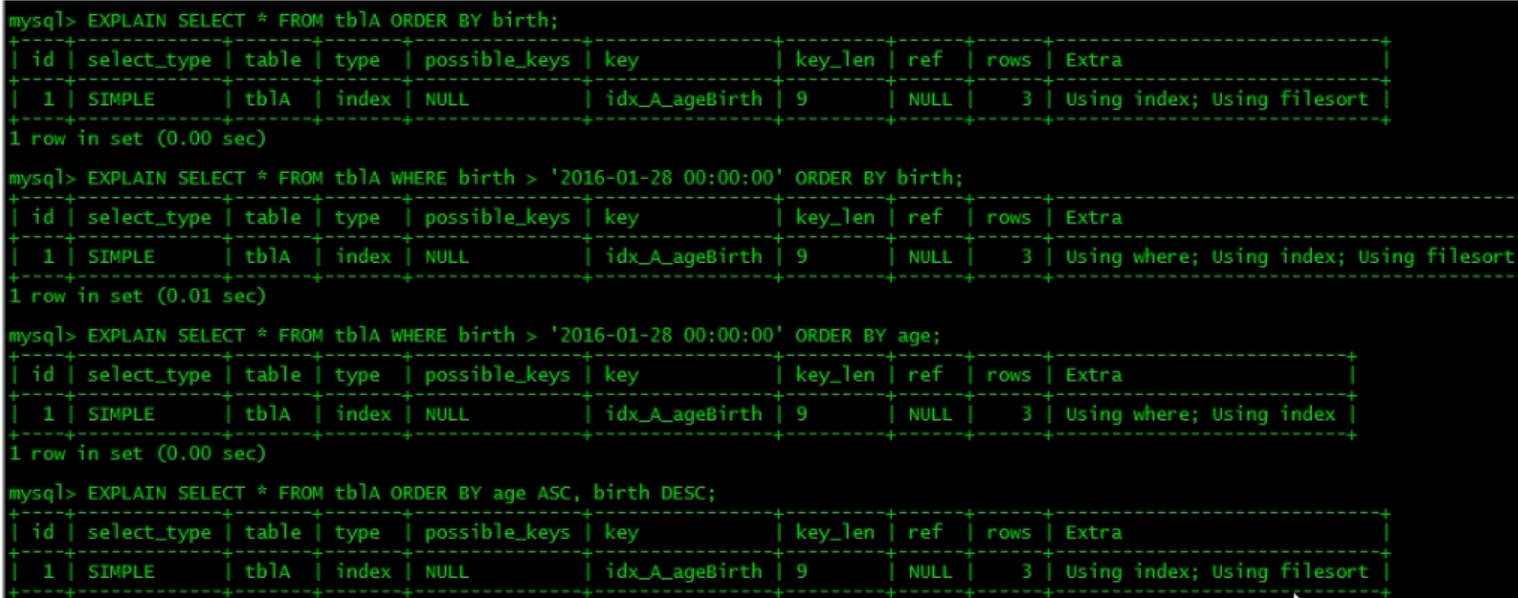 mysql> EXPLAIN SELECT * FROM tblA ORDER BY birth;
+----+-------------+-------+-------+---------------+----------------+---------+------+------+-----------------------------+
| id | select_type | table | type  | possible_keys | key            | key_len | ref  | rows | Extra                       |
+----+-------------+-------+-------+---------------+----------------+---------+------+------+-----------------------------+
|  1 | SIMPLE      | tblA  | index | NULL          | idx_A_ageBirth | 9       | NULL |    3 | Using index; Using filesort |
+----+-------------+-------+-------+---------------+----------------+---------+------+------+-----------------------------+
1 row in set (0.00 sec)
mysql> EXPLAIN SELECT * FROM tblA WHERE birth > '2016-01-28 00:00:00' ORDER BY birth;
+----+-------------+-------+-------+---------------+----------------+---------+------+------+------------------------------------------
| id | select_type | table | type  | possible_keys | key            | key_len | ref  | rows | Extra
+----+-------------+-------+-------+---------------+----------------+---------+------+------+------------------------------------------
|  1 | SIMPLE      | tblA  | index | NULL          | idx_A_ageBirth | 9       | NULL |    3 | Using where; Using index; Using filesort
+----+-------------+-------+-------+---------------+----------------+---------+------+------+------------------------------------------
1 row in set (0.01 sec)
mysql> EXPLAIN SELECT * FROM tblA WHERE birth > '2016-01-28 00:00:00' ORDER BY age;
+----+-------------+-------+-------+---------------+----------------+---------+------+------+--------------------------+
| id | select_type | table | type  | possible_keys | key            | key_len | ref  | rows | Extra                    |
+----+-------------+-------+-------+---------------+----------------+---------+------+------+--------------------------+
|  1 | SIMPLE      | tblA  | index | NULL          | idx_A_ageBirth | 9       | NULL |    3 | Using where; Using index |
+----+-------------+-------+-------+---------------+----------------+---------+------+------+--------------------------+
1 row in set (0.00 sec)
mysql> EXPLAIN SELECT * FROM tblA ORDER BY age ASC, birth DESC;
+----+-------------+-------+-------+---------------+----------------+---------+------+------+-----------------------------+
| id | select_type | table | type  | possible_keys | key            | key_len | ref  | rows | Extra                       |
+----+-------------+-------+-------+---------------+----------------+---------+------+------+-----------------------------+
|  1 | SIMPLE      | tblA  | index | NULL          | idx_A_ageBirth | 9       | NULL |    3 | Using index; Using filesort |
+----+-------------+-------+-------+---------------+----------------+---------+------+------+-----------------------------+